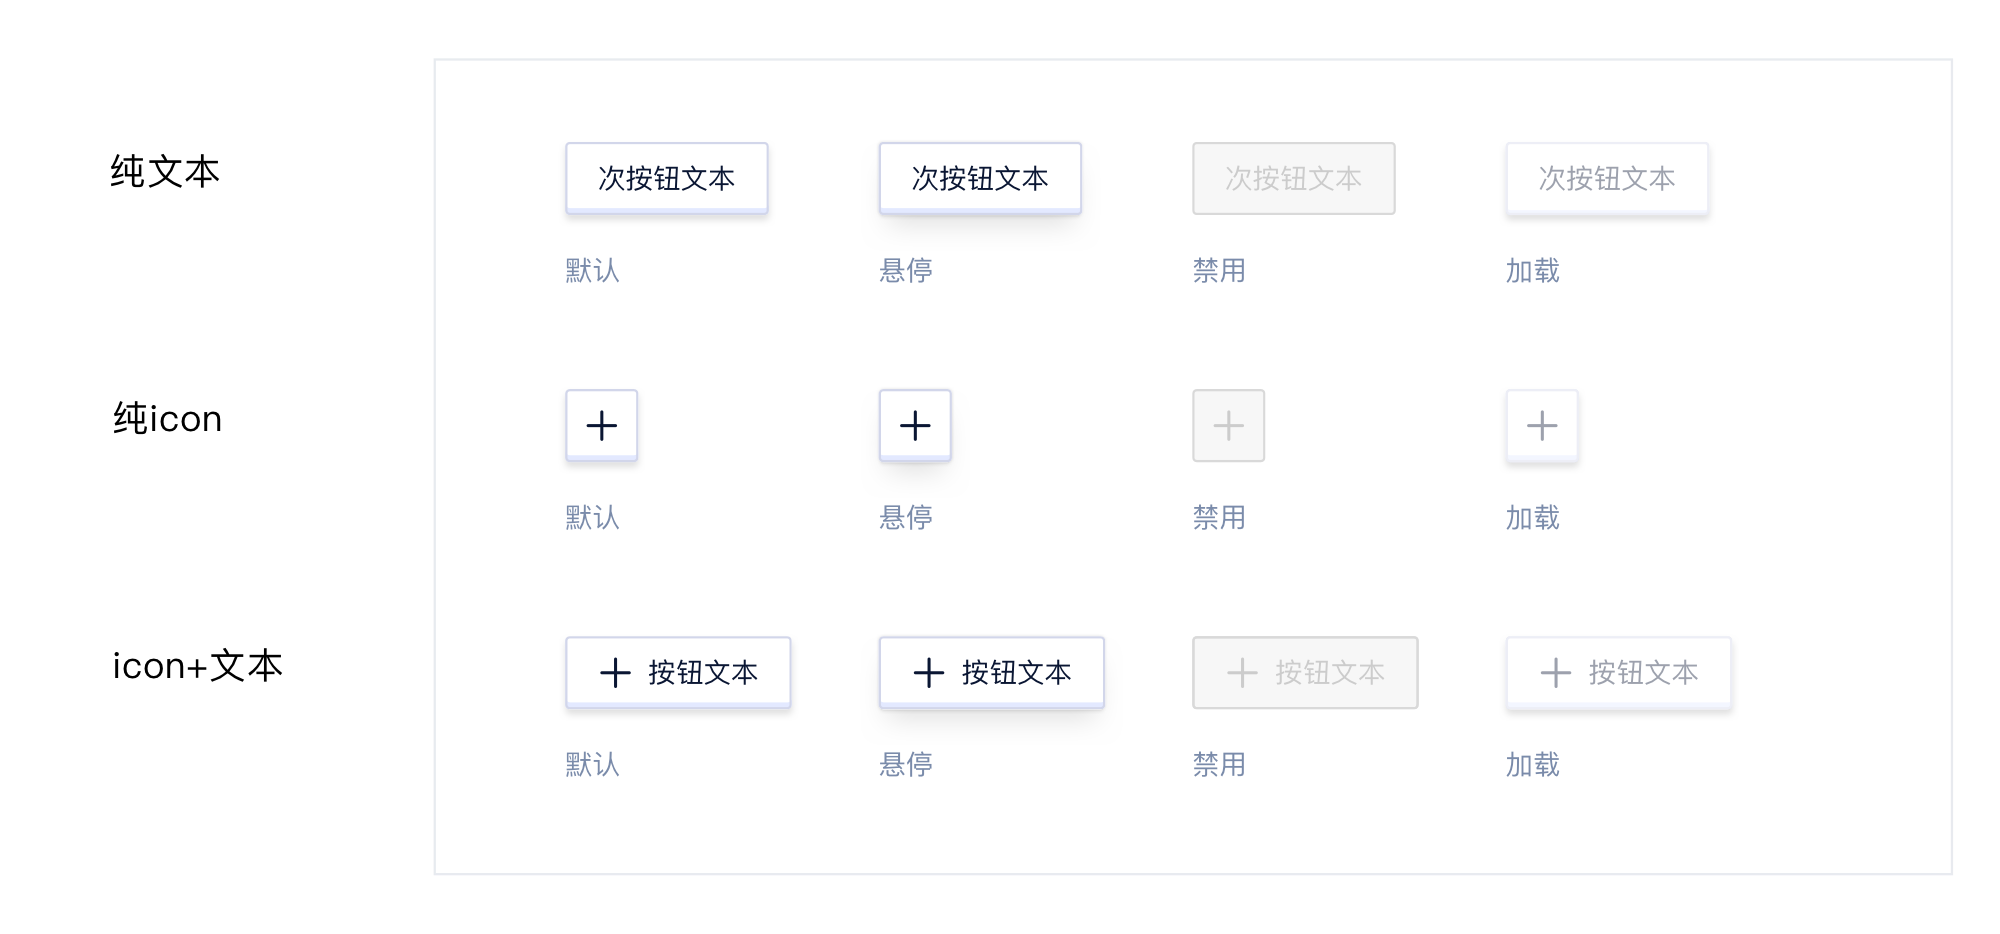 纯文本
次按钮文本 次按钮文本 次按钮文本 次按钮文本
默认 悬停 禁用 加载
纯icon
默认 悬停 禁用 加载
icon+文本
按钮文本 按钮文本 按钮文本 按钮文本
默认 悬停 禁用 加载